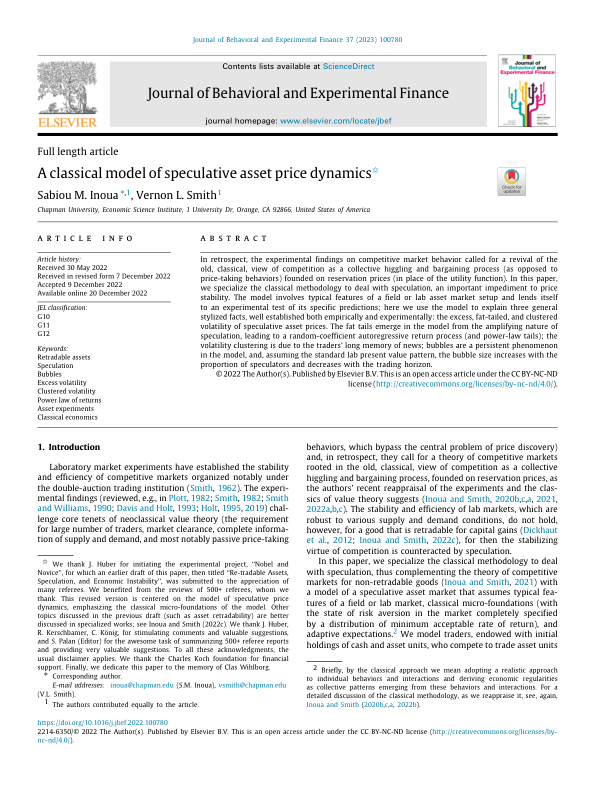 Journal of Behavioral and Experimental Finance 37 (2023) 100780
Contents lists available at ScienceDirect
Journal of Behavioral and Experimental Finance
journal homepage: www.elsevier.com/locate/jbef
ELSEVIER
Journal of
Behavioral and
Experimental Finance
Full length article
A classical model of speculative asset price dynamics☆
Check for
updates
Sabiou M. Inoua *,1, Vernon L. Smith 1
Chapman University, Economic Science Institute, 1 University Dr, Orange, CA 92866, United States of America
ARTICLE INFO
Article history:
Received 30 May 2022
Received in revised form 7 December 2022
Accepted 9 December 2022
Available online 20 December 2022
JEL classification:
G10
G11
G12
Keywords:
Retradable assets
Speculation
Bubbles
Excess volatility
Clustered volatility
Power law of returns
Asset experiments
Classical economics
ABSTRACT
In retrospect, the experimental findings on competitive market behavior called for a revival of the
old, classical, view of competition as a collective higgling and bargaining process (as opposed to
price-taking behaviors) founded on reservation prices (in place of the utility function). In this paper,
we specialize the classical methodology to deal with speculation, an important impediment to price
stability. The model involves typical features of a field or lab asset market setup and lends itself
to an experimental test of its specific predictions; here we use the model to explain three general
stylized facts, well established both empirically and experimentally: the excess, fat-tailed, and clustered
volatility of speculative asset prices. The fat tails emerge in the model from the amplifying nature of
speculation, leading to a random-coefficient autoregressive return process (and power-law tails); the
volatility clustering is due to the traders' long memory of news; bubbles are a persistent phenomenon
in the model, and, assuming the standard lab present value pattern, the bubble size increases with the
proportion of speculators and decreases with the trading horizon.
© 2022 The Author(s). Published by Elsevier B.V. This is an open access article under the CC BY-NC-ND
license (http://creativecommons.org/licenses/by-nc-nd/4.0/).
1. Introduction
Laboratory market experiments have established the stability
and efficiency of competitive markets organized notably under
the double-auction trading institution (Smith, 1962). The experi-
mental findings (reviewed, e.g., in Plott, 1982; Smith, 1982; Smith
and Williams, 1990; Davis and Holt, 1993; Holt, 1995, 2019) chal-
lenge core tenets of neoclassical value theory (the requirement
for large number of traders, market clearance, complete informa-
tion of supply and demand, and most notably passive price-taking
☆ We thank J. Huber for initiating the experimental project, "Nobel and
Novice", for which an earlier draft of this paper, then titled "Re-tradable Assets,
Speculation, and Economic Instability", was submitted to the appreciation of
many referees. We benefited from the reviews of 500+ referees, whom we
thank. This revised version is centered on the model of speculative price
dynamics, emphasizing the classical micro-foundations of the model. Other
topics discussed in the previous draft (such as asset retradability) are better
discussed in specialized works; see Inoua and Smith (2022c). We thank J. Huber,
R. Kerschbamer, C. König, for stimulating comments and valuable suggestions,
and S. Palan (Editor) for the awesome task of summarizing 500+ referee reports
and providing very valuable suggestions. To all these acknowledgments, the
usual disclaimer applies. We thank the Charles Koch foundation for financial
support. Finally, we dedicate this paper to the memory of Clas Wihlborg.
* Corresponding author.
E-mail addresses: inoua@chapman.edu (S.M. Inoua), vsmith@chapman.edu
(V.L. Smith).
1 The authors contributed equally to the article.
behaviors, which bypass the central problem of price discovery)
and, in retrospect, they call for a theory of competitive markets
rooted in the old, classical, view of competition as a collective
higgling and bargaining process, founded on reservation prices, as
the authors' recent reappraisal of the experiments and the clas-
sics of value theory suggests (Inoua and Smith, 2020b,c,a, 2021,
2022a,b,c). The stability and efficiency of lab markets, which are
robust to various supply and demand conditions, do not hold,
however, for a good that is retradable for capital gains (Dickhaut
et al., 2012; Inoua and Smith, 2022c), for then the stabilizing
virtue of competition is counteracted by speculation.
In this paper, we specialize the classical methodology to deal
with speculation, thus complementing the theory of competitive
markets for non-retradable goods (Inoua and Smith, 2021) with
a model of a speculative asset market that assumes typical fea-
tures of a field or lab market, classical micro-foundations (with
the state of risk aversion in the market completely specified
by a distribution of minimum acceptable rate of return), and
adaptive expectations.2 We model traders, endowed with initial
holdings of cash and asset units, who compete to trade asset units
2 Briefly, by the classical approach we mean adopting a realistic approach
to individual behaviors and interactions and deriving economic regularities
as collective patterns emerging from these behaviors and interactions. For a
detailed discussion of the classical methodology, as we reappraise it, see, again,
Inoua and Smith (2020b,c,a, 2022b).
https://doi.org/10.1016/j.jbef.2022.100780
2214-6350/© 2022 The Author(s). Published by Elsevier B.V. This is an open access article under the CC BY-NC-ND license (http://creativecommons.org/licenses/by-
nc-nd/4.0/).